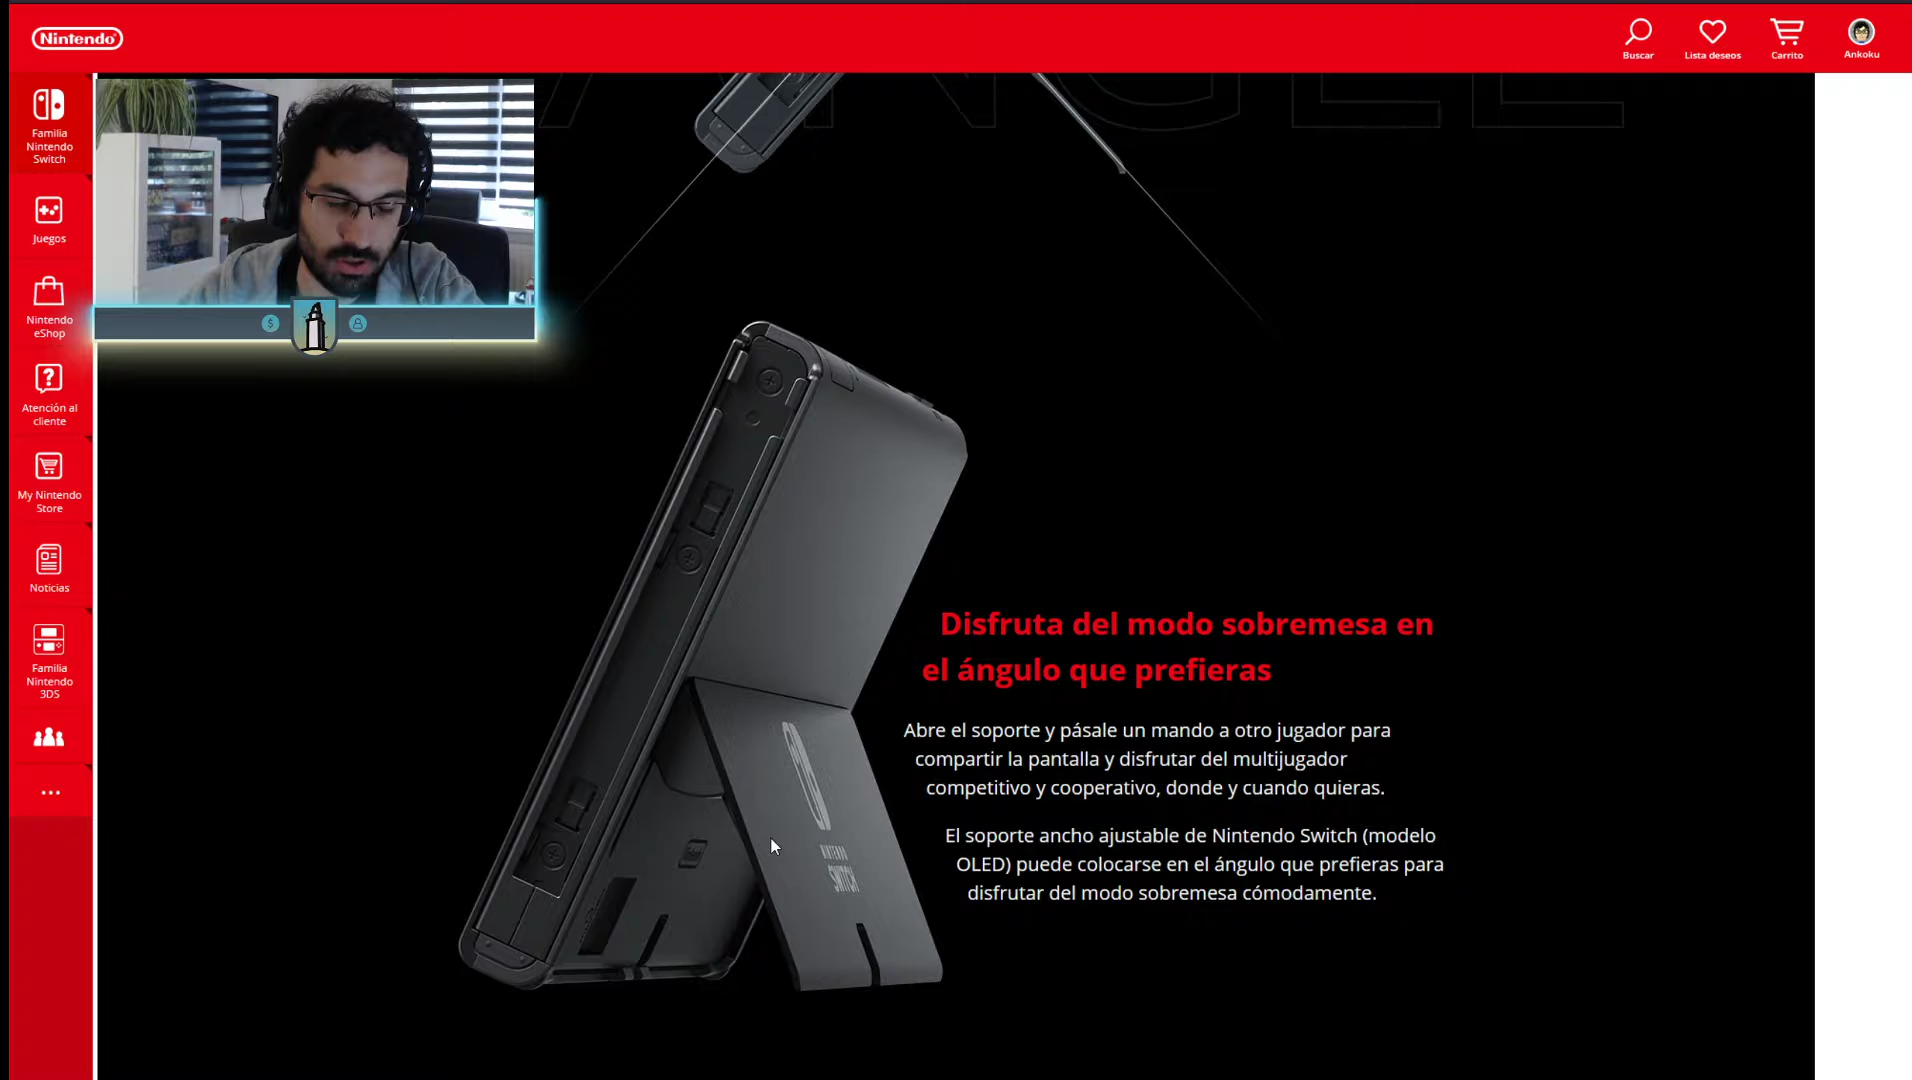 Nintendo
Buscar
Lista deseos
Carrito
Ankoku
Familia
Nintendo
Switch
Juegos
Nintendo
eShop
Atención al
cliente
My Nintendo
Store
Noticias
Familia
Nintendo
3DS
Disfruta del modo sobremesa en
el ángulo que prefieras
Abre el soporte y pásale un mando a otro jugador para
compartir la pantalla y disfrutar del multijugador
competitivo y cooperativo, donde y cuando quieras.
El soporte ancho ajustable de Nintendo Switch (modelo
OLED) puede colocarse en el ángulo que prefieras para
disfrutar del modo sobremesa cómodamente.
NINTENDO
SWITCH